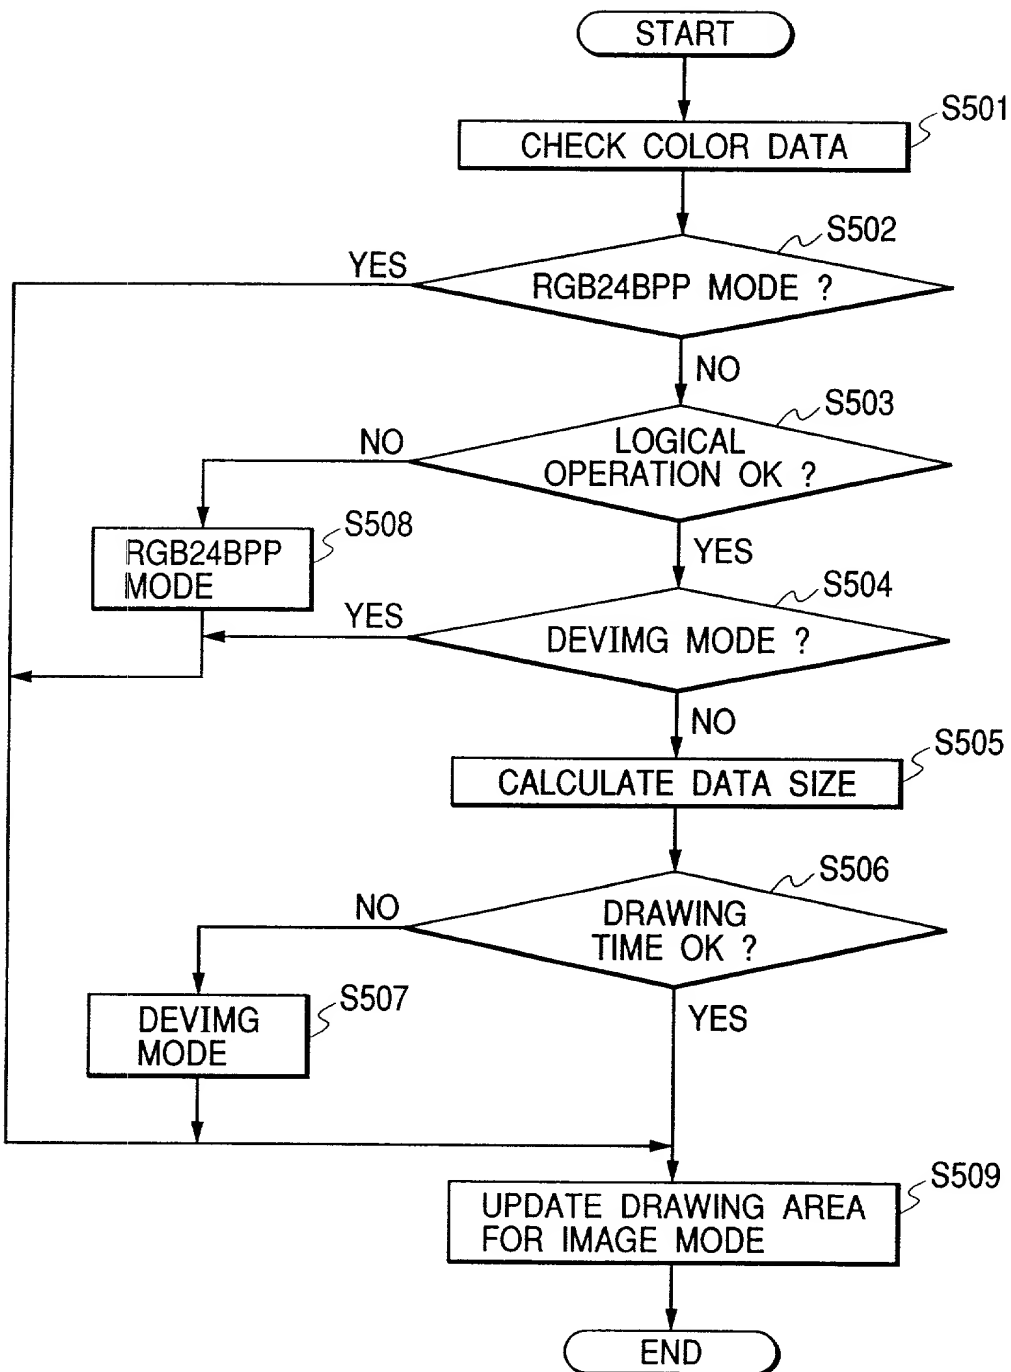 START
S501
CHECK COLOR DATA
S502
YES
RGB24BPP MODE ?
NO
S503
NO
LOGICAL
OPERATION OK ?
S508
RGB24BPP
MODE
YES
S504
YES
DEVIMG MODE ?
NO
S505
CALCULATE DATA SIZE
S506
NO
DRAWING
TIME OK ?
S507
DEVIMG
MODE
YES
S509
UPDATE DRAWING AREA
FOR IMAGE MODE
END